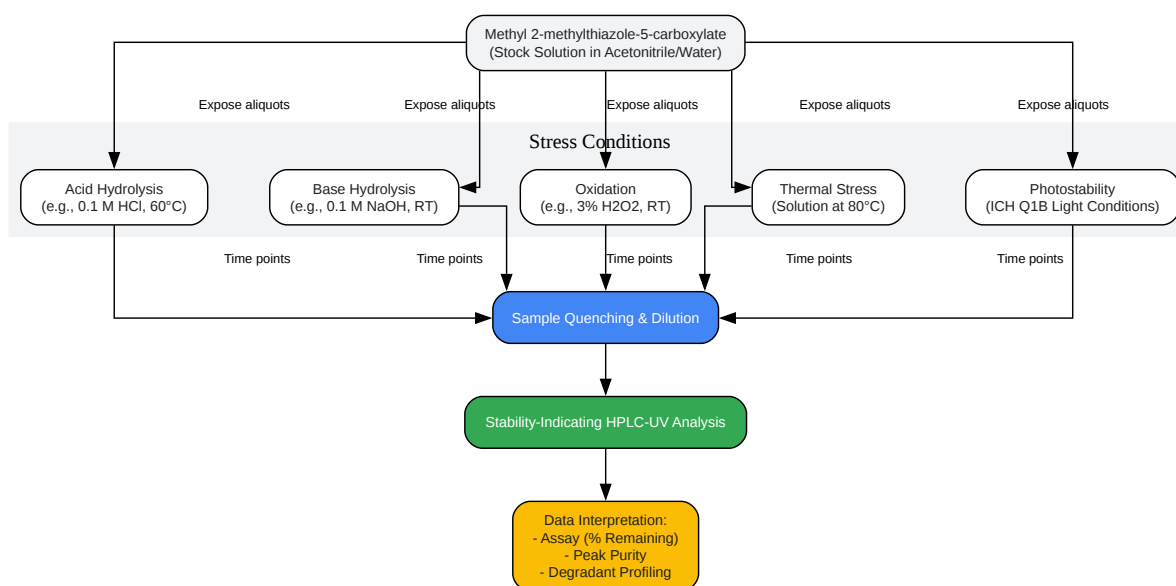 Methyl 2-methylthiazole-5-carboxylate
(Stock Solution in Acetonitrile/Water)
Expose aliquots
Expose aliquots
Expose aliquots
Expose aliquots
Expose aliquots
Stress Conditions
Acid Hydrolysis
(e.g., 0.1 M HCl, 60°C)
Base Hydrolysis
(e.g., 0.1 M NaOH, RT)
Oxidation
(e.g., 3% H2O2, RT)
Thermal Stress
(Solution at 80°C)
Photostability
(ICH Q1B Light Conditions)
Time points
Time points
Time points
Time points
Time points
Sample Quenching & Dilution
Stability-Indicating HPLC-UV Analysis
Data Interpretation:
- Assay (% Remaining)
- Peak Purity
- Degradant Profiling